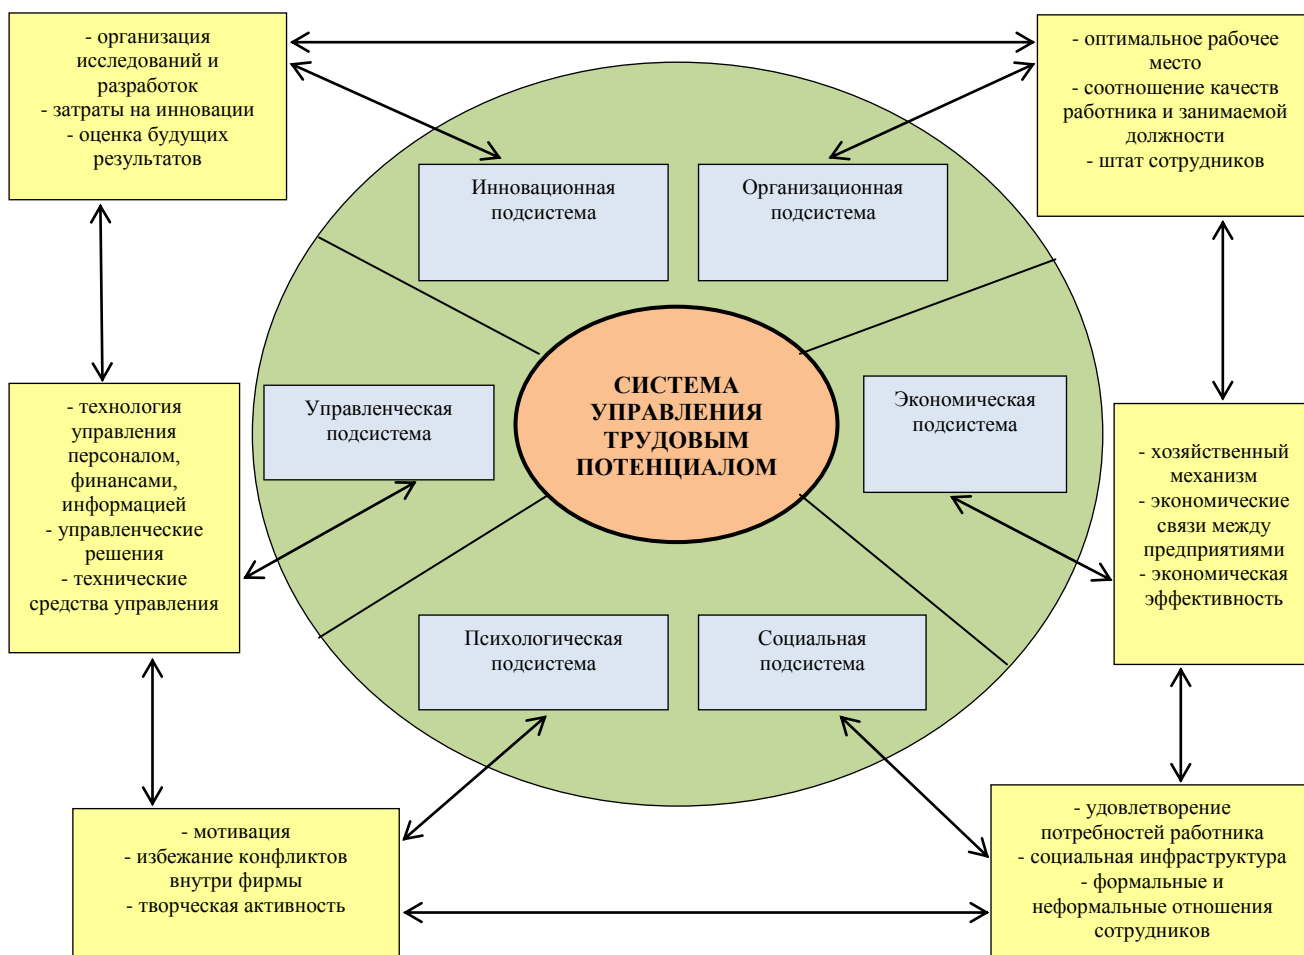 - организация
исследований и
разработок
- затраты на инновации
- оценка будущих
результатов
- оптимальное рабочее
место
- соотношение качеств
работника и занимаемой
должности
- штат сотрудников
Инновационная
подсистема
Организационная
подсистема
Управленческая
подсистема
СИСТЕМА
УПРАВЛЕНИЯ
ТРУДОВЫМ
ПОТЕНЦИАЛОМ
Экономическая
подсистема
- технология
управления
персоналом,
финансами,
информацией
- управленческие
решения
- технические
средства управления
- хозяйственный
механизм
- экономические
связи между
предприятиями
- экономическая
эффективность
Психологическая
подсистема
Социальная
подсистема
- мотивация
- избежание конфликтов
внутри фирмы
- творческая активность
- удовлетворение
потребностей работника
- социальная инфраструктура
- формальные и
неформальные отношения
сотрудников